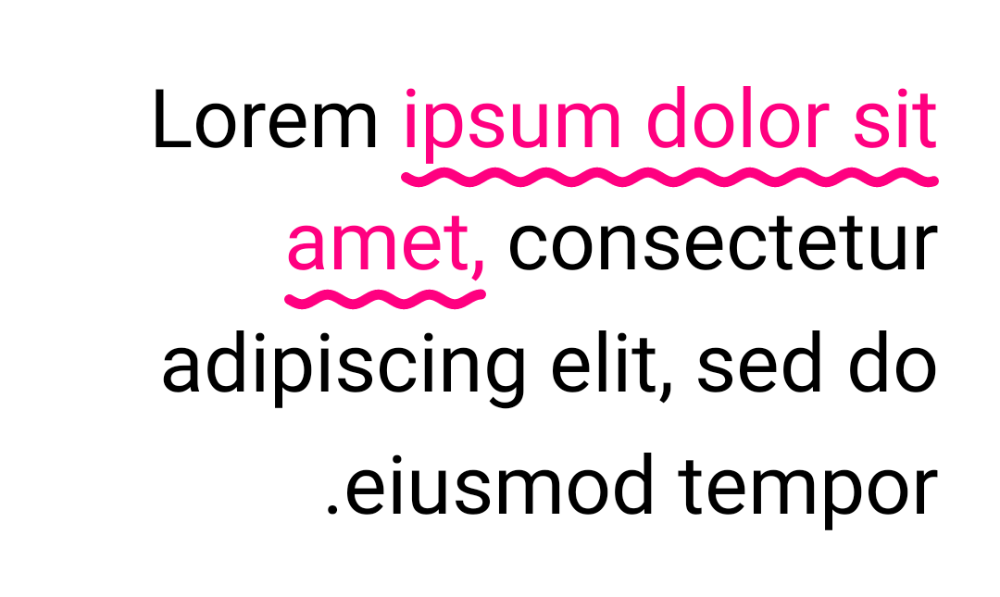 Lorem ipsum dolor sit
amet, consectetur
adipiscing elit, sed do
.eiusmod tempor